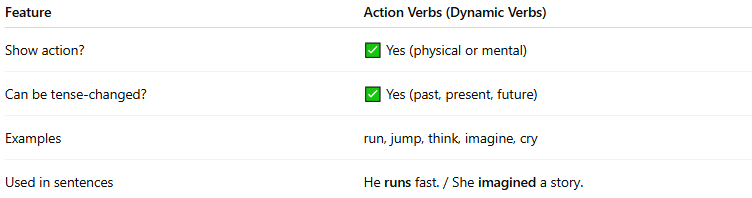 Feature Action Verbs (Dynamic Verbs)
Show action? ✅ Yes (physical or mental)
Can be tense-changed? ✅ Yes (past, present, future)
Examples run, jump, think, imagine, cry
Used in sentences He runs fast. / She imagined a story.